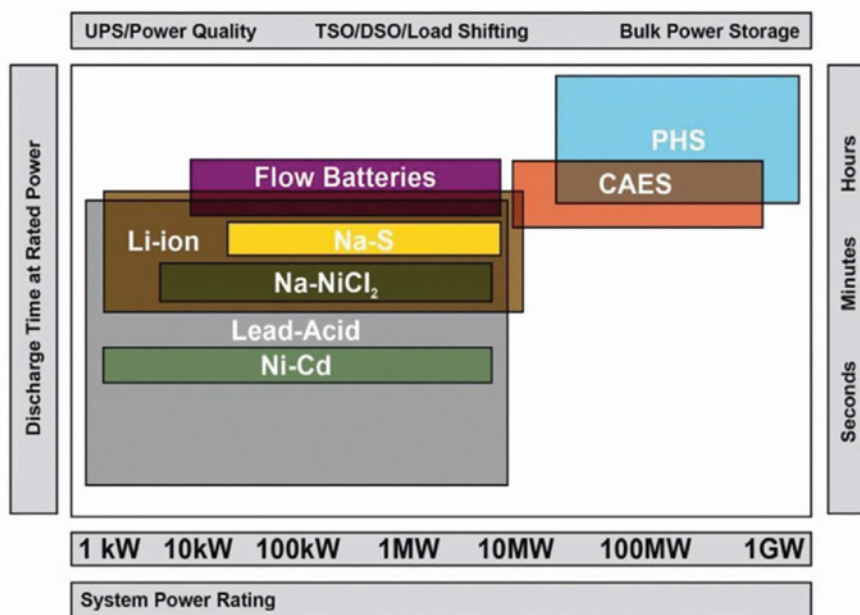 UPS/Power Quality TSO/DSO/Load Shifting Bulk Power Storage
Discharge Time at Rated Power
Hours
Minutes
Seconds
PHS
CAES
Flow Batteries
Li-ion
Na-S
Na-NiCl₂
Lead-Acid
Ni-Cd
1 kW 10kW 100kW 1MW 10MW 100MW 1GW
System Power Rating